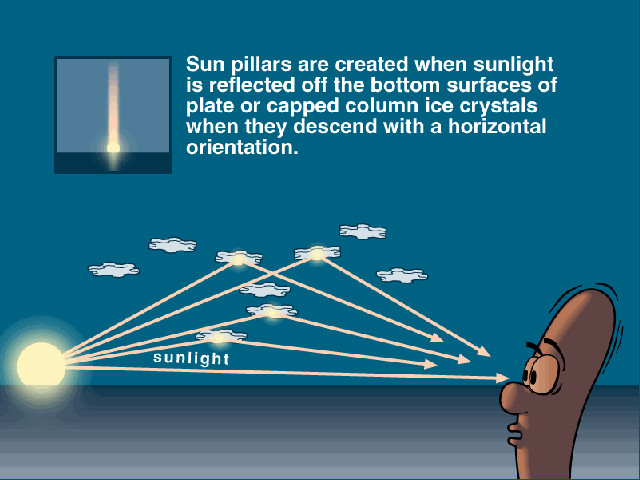 Sun pillars are created when sunlight
is reflected off the bottom surfaces of
plate or capped column ice crystals
when they descend with a horizontal
orientation.
sunlight